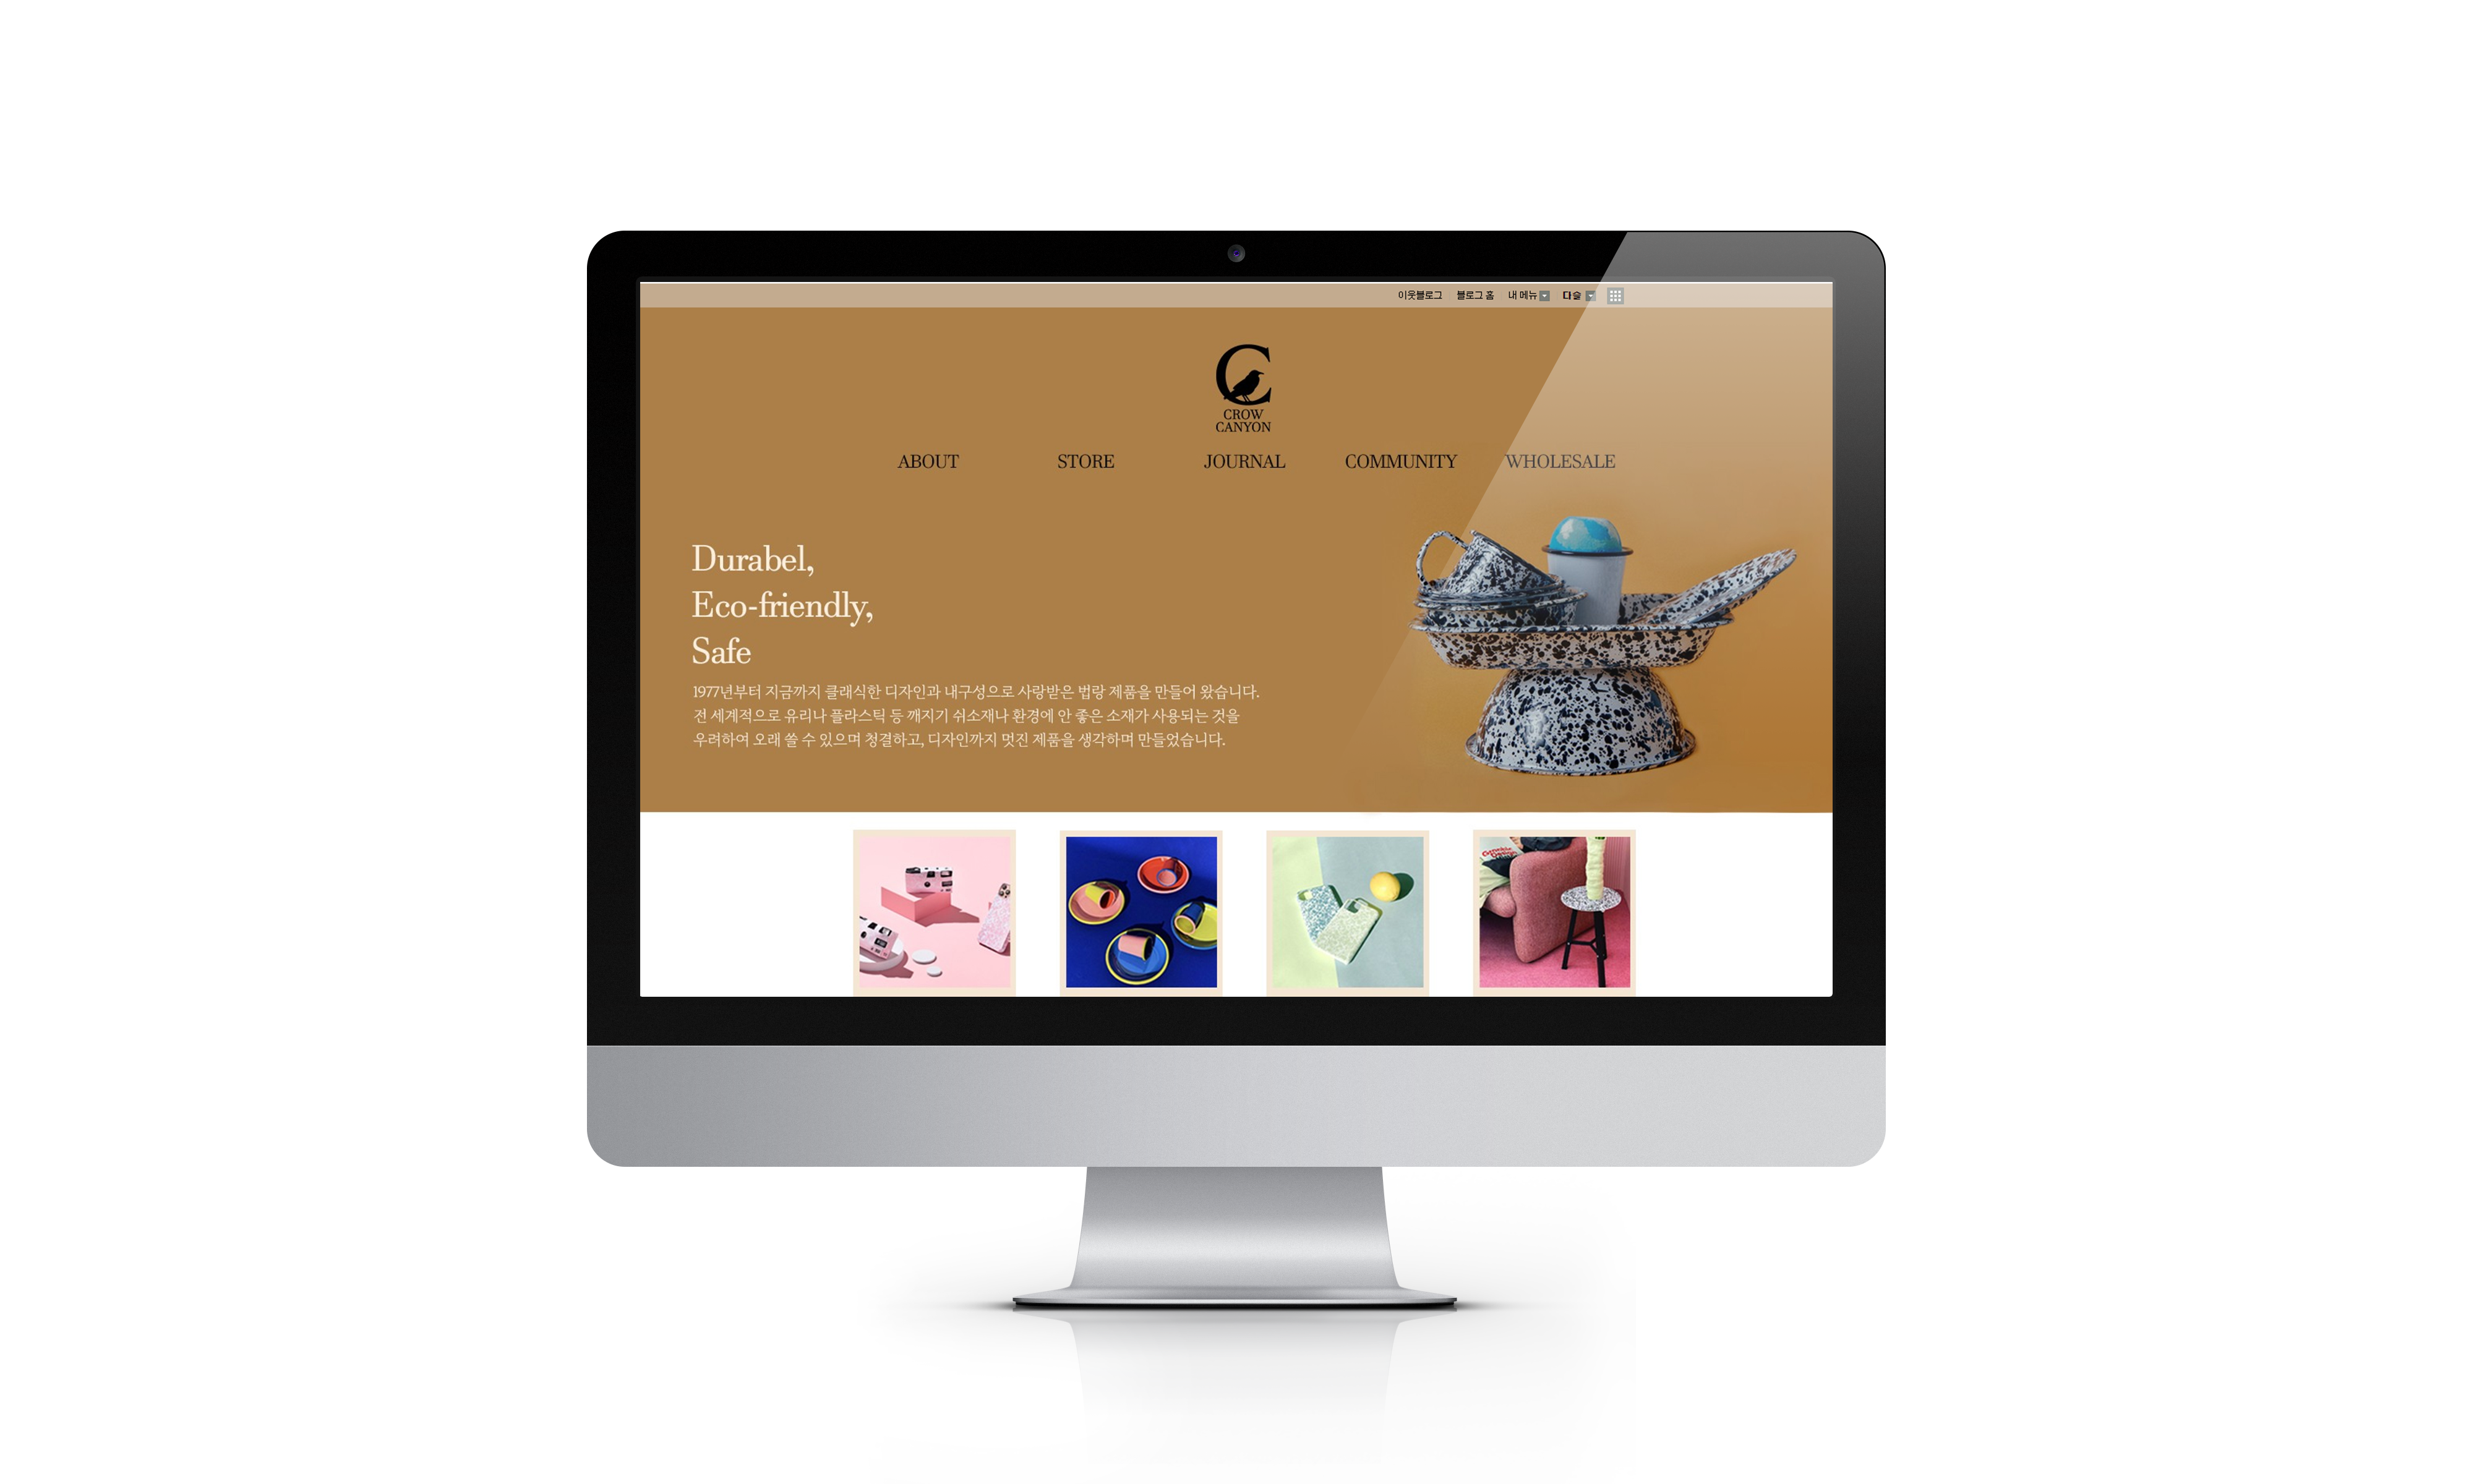 이웃블로그 블로그 홈 내 메뉴 다슬
CROW
CANYON
ABOUT STORE JOURNAL COMMUNITY WHOLESALE
Durabel,
Eco-friendly,
Safe
1977년부터 지금까지 클래식한 디자인과 내구성으로 사랑받은 법랑 제품을 만들어 왔습니다.
전 세계적으로 유리나 플라스틱 등 깨지기 쉬소재나 환경에 안 좋은 소재가 사용되는 것을
우려하여 오래 쓸 수 있으며 청결하고, 디자인까지 멋진 제품을 생각하며 만들었습니다.